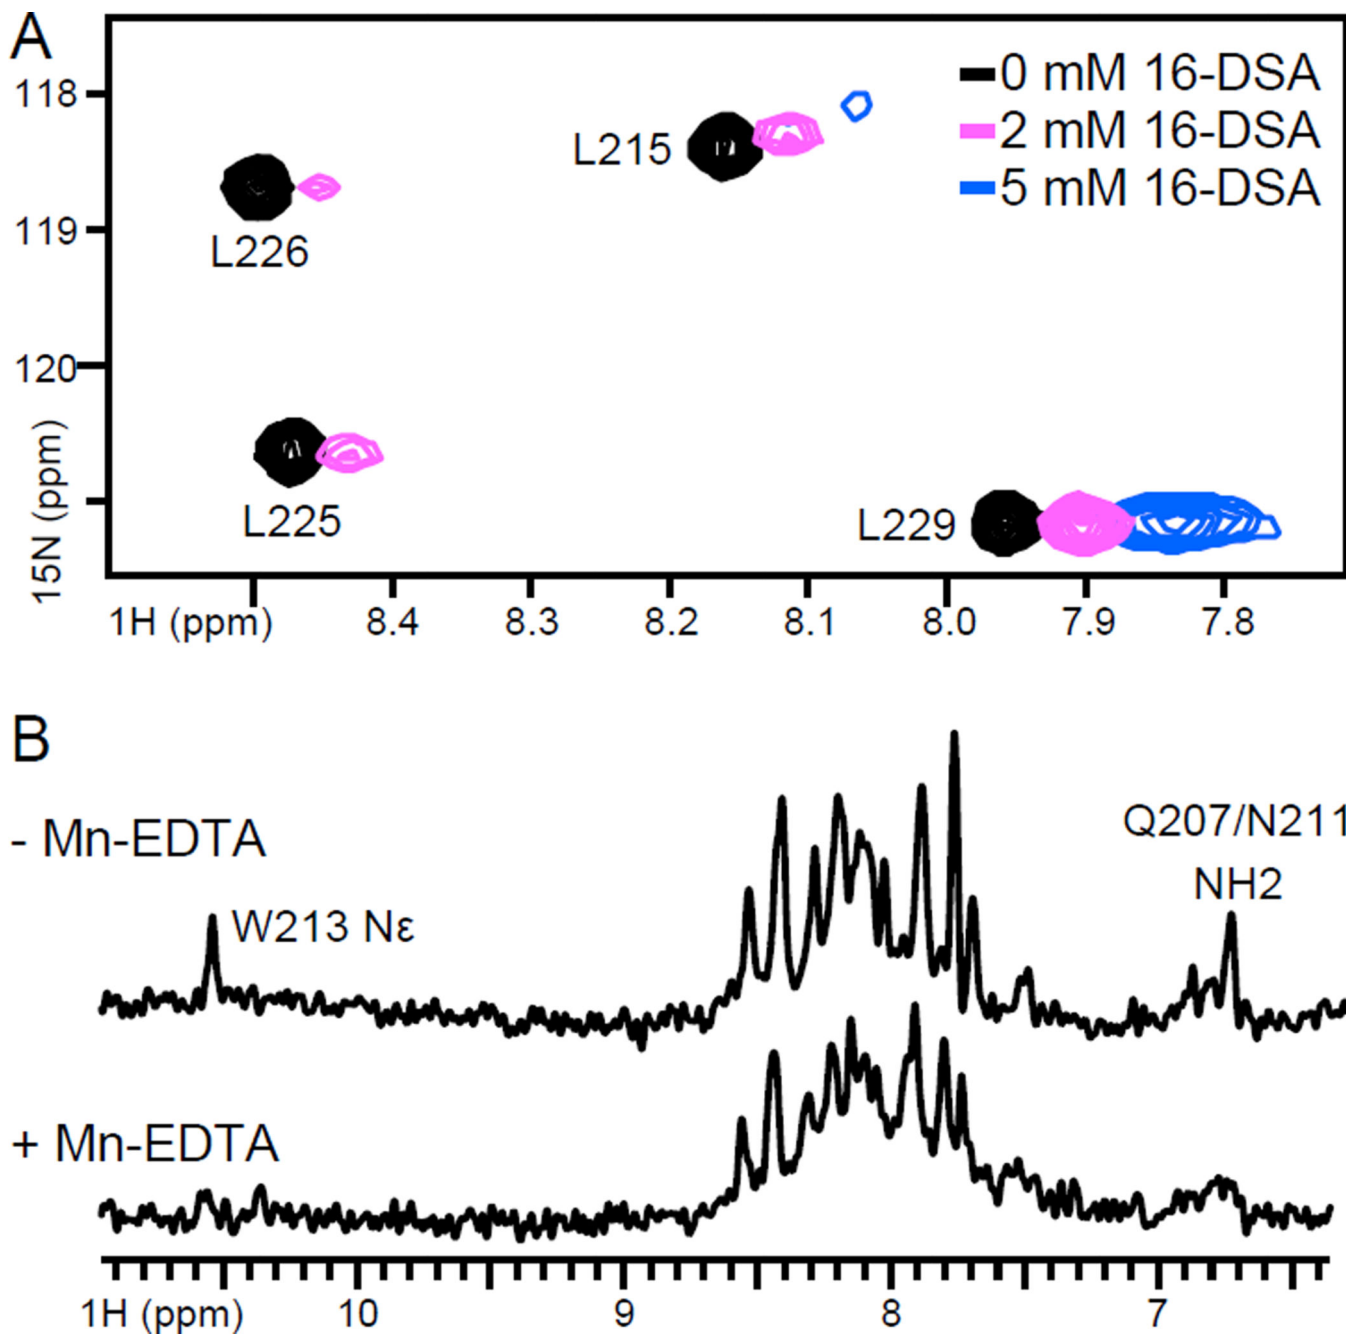 A
0 mM 16-DSA
2 mM 16-DSA
5 mM 16-DSA
118
119
120
15N (ppm)
L215
L226
L225
L229
1H (ppm)
8.4
8.3
8.2
8.1
8.0
7.9
7.8
B
- Mn-EDTA
W213 Nε
Q207/N211
NH2
+ Mn-EDTA
1H (ppm)
10
9
8
7